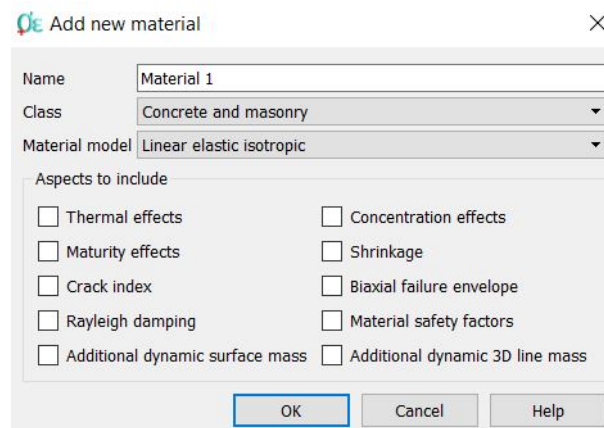 Add new material
Name Material 1
Class Concrete and masonry
Material model Linear elastic isotropic
Aspects to include
Thermal effects Concentration effects
Maturity effects Shrinkage
Crack index Biaxial failure envelope
Rayleigh damping Material safety factors
Additional dynamic surface mass Additional dynamic 3D line mass
OK Cancel Help